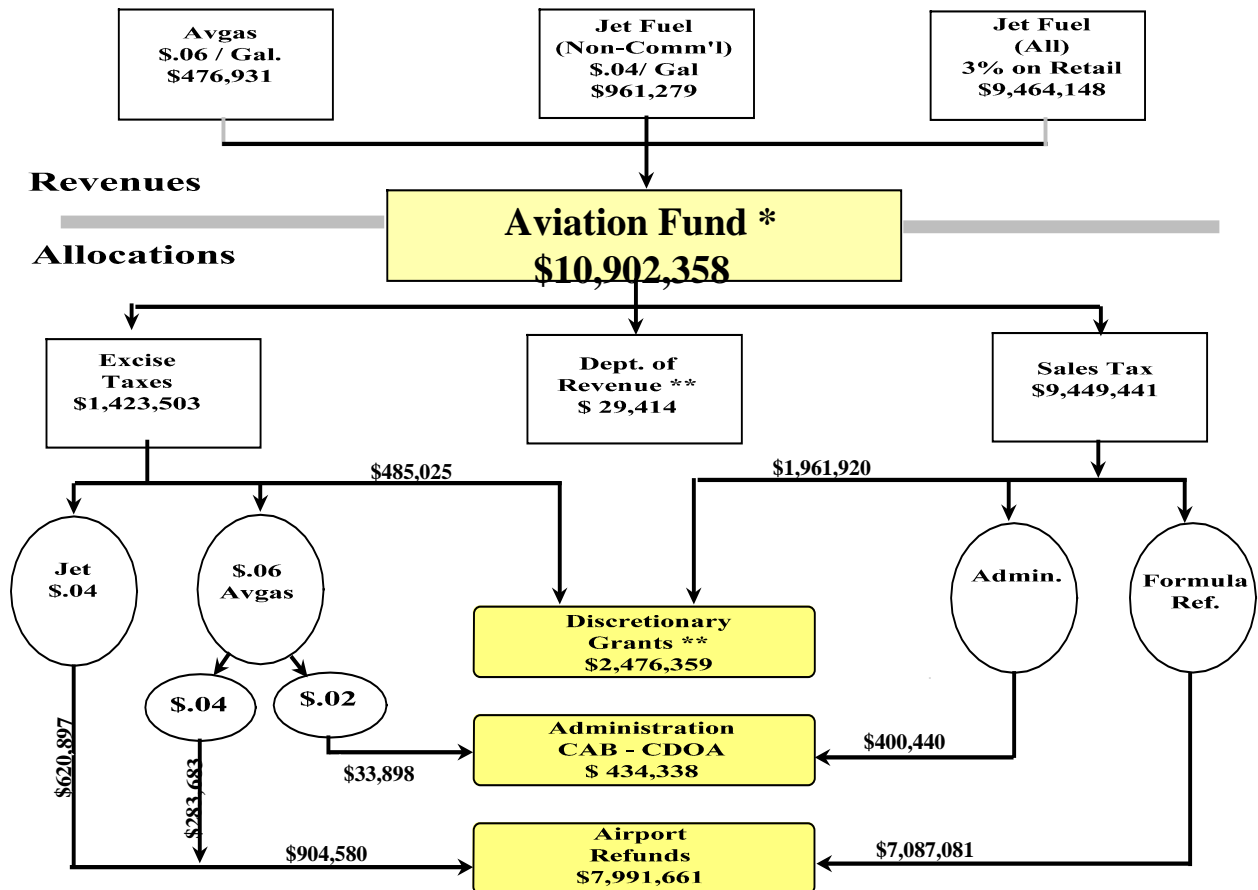 Avgas
$.06 / Gal.
$476,931
Jet Fuel
(Non-Comm'l)
$.04/ Gal
$961,279
Jet Fuel
(All)
3% on Retail
$9,464,148
Revenues
Aviation Fund *
$10,902,358
Allocations
Excise
Taxes
$1,423,503
Dept. of
Revenue **
$ 29,414
Sales Tax
$9,449,441
$485,025
$1,961,920
Jet
$.04
$.06
Avgas
Admin.
Formula
Ref.
Discretionary
Grants **
$2,476,359
$.04
$.02
Administration
CAB - CDOA
$ 434,338
$620,897
$283,683
$33,898
$400,440
Airport
Refunds
$7,991,661
$904,580
$7,087,081